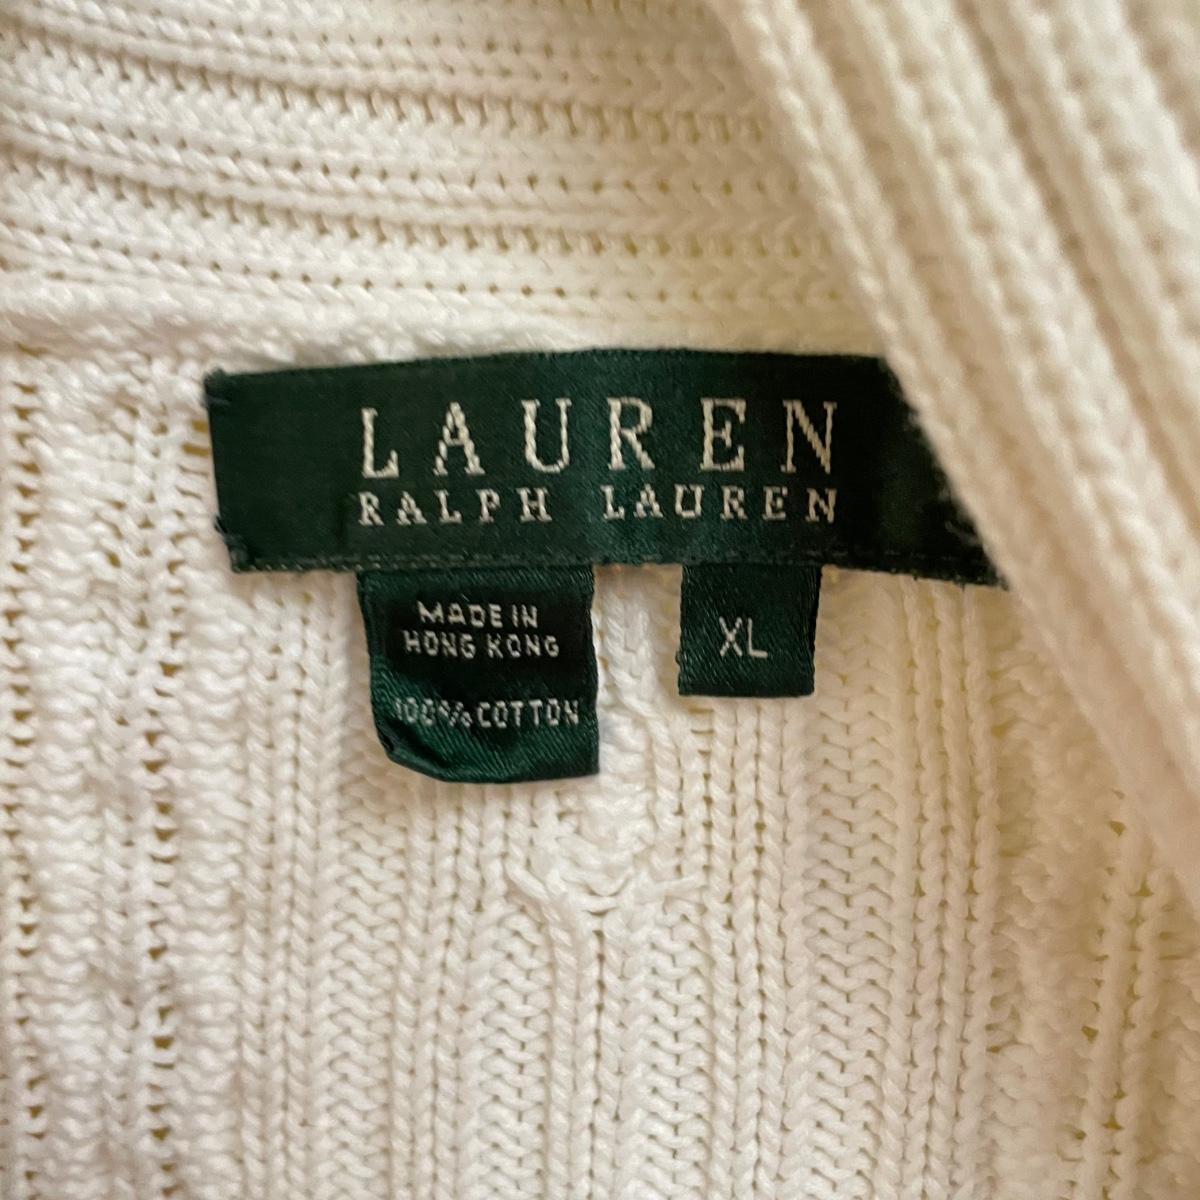 LAUREN
RALPH LAUREN
MADE IN
HONG KONG
100% COTTON
XL